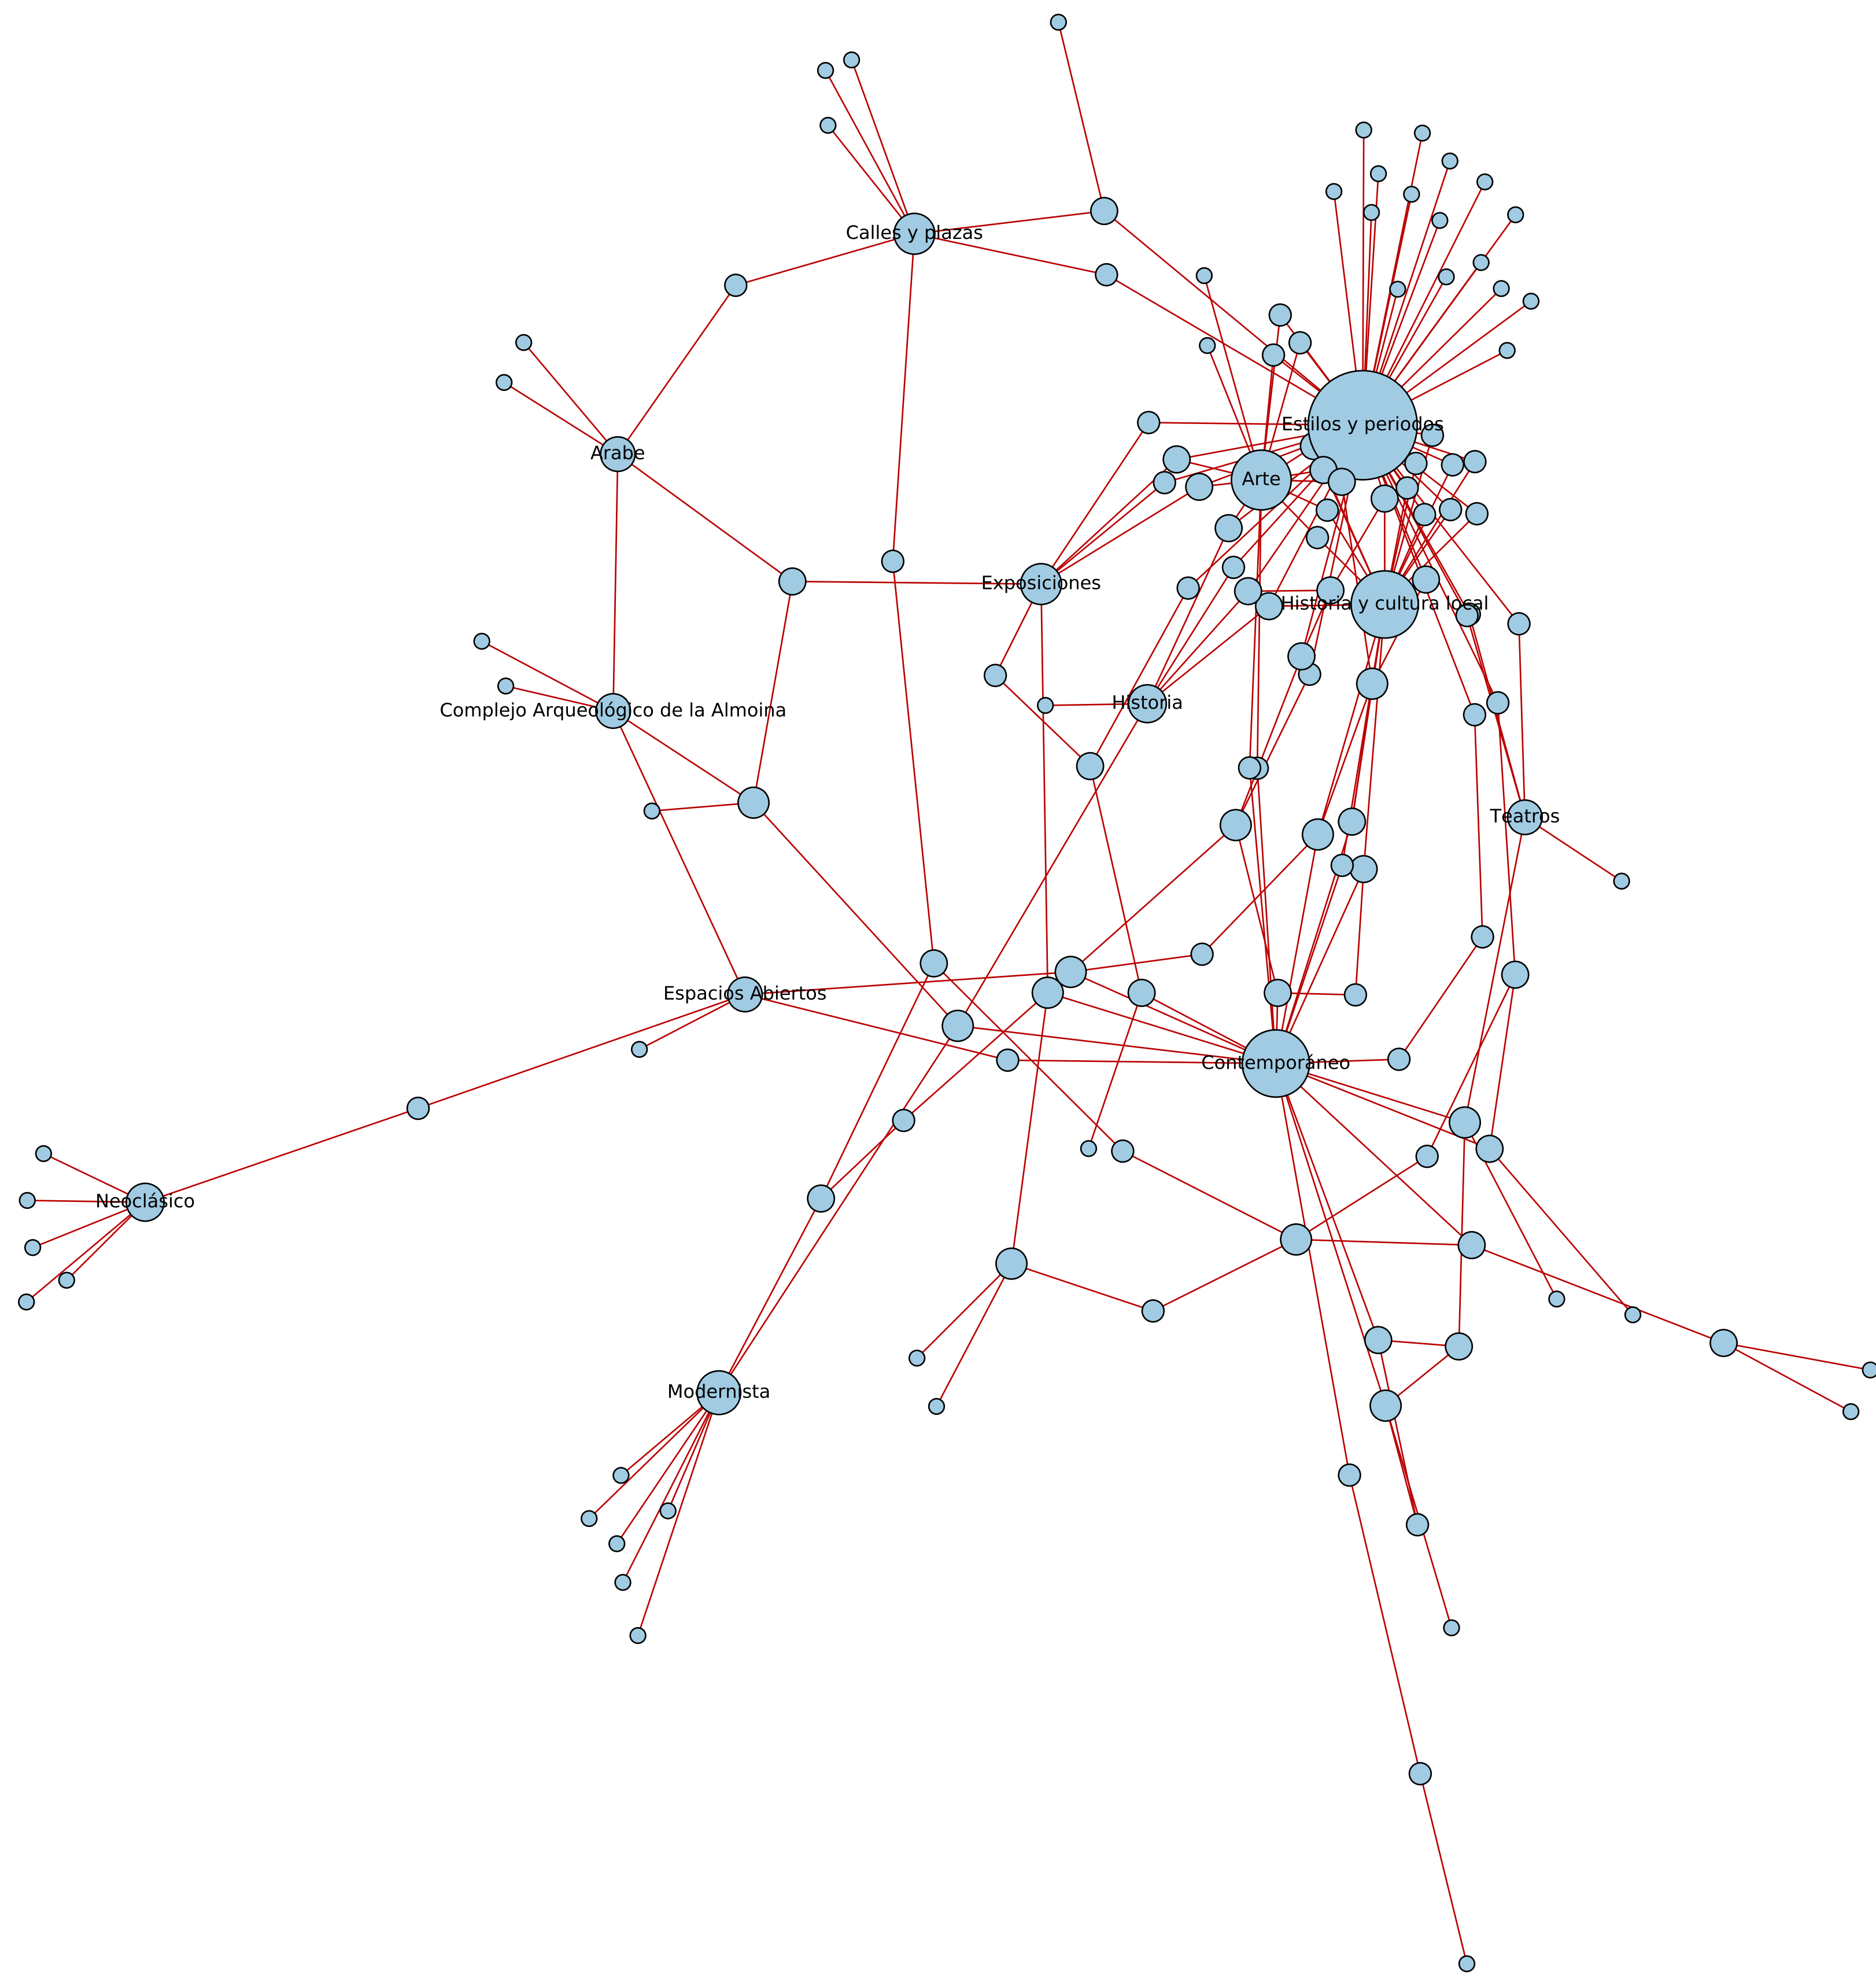 Calles y plazas
Estilos y periodos
Arabe
Arte
Exposiciones
Historia y cultura local
Historia
Complejo Arqueológico de la Almoina
Teatros
Espacios Abiertos
Contemporáneo
Neoclásico
Modernista